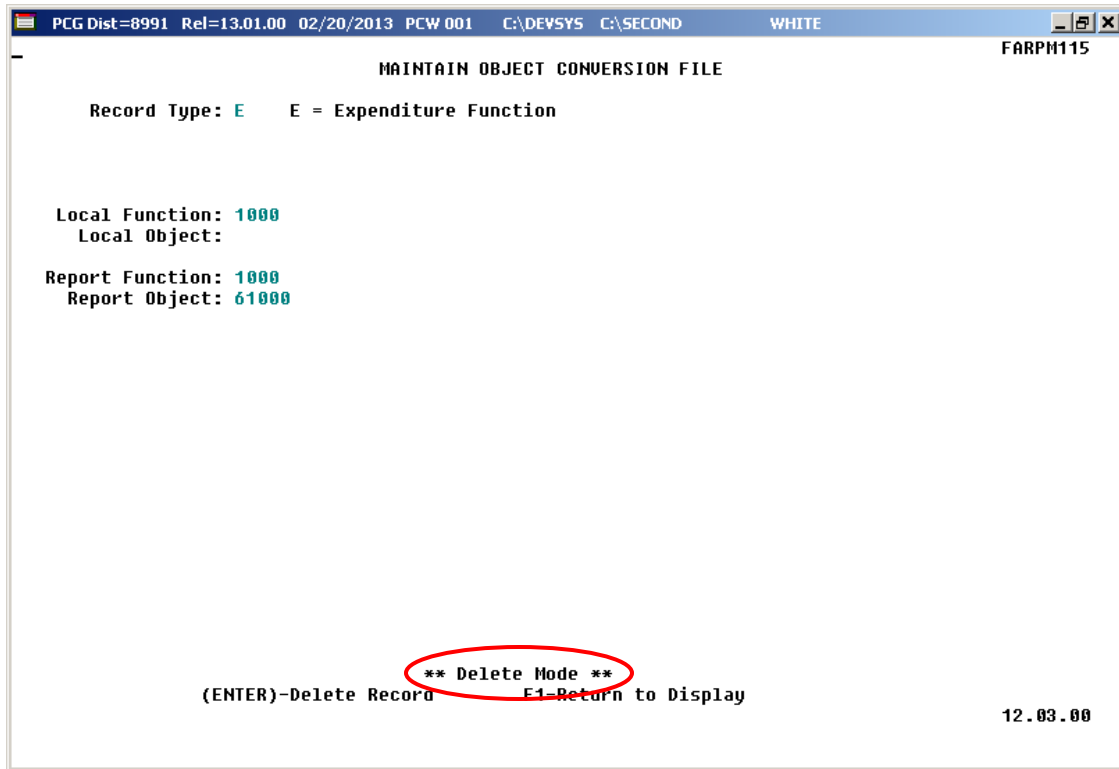 PCG Dist=8991 Rel=13.01.00 02/20/2013 PCW 001 C:\DEVSYS C:\SECOND WHITE
FARPM115
MAINTAIN OBJECT CONVERSION FILE
Record Type: E E = Expenditure Function
Local Function: 1000
Local Object:
Report Function: 1000
Report Object: 61000
** Delete Mode **
(ENTER)-Delete Record F1-Return to Display
12.03.00